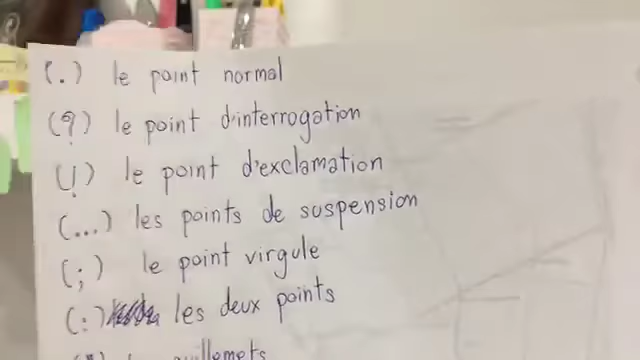 (.) le point normal
(?) le point d'interrogation
(!) le point d'exclamation
(...) les points de suspension
(;) le point virgule
(:) les deux points
guillemets